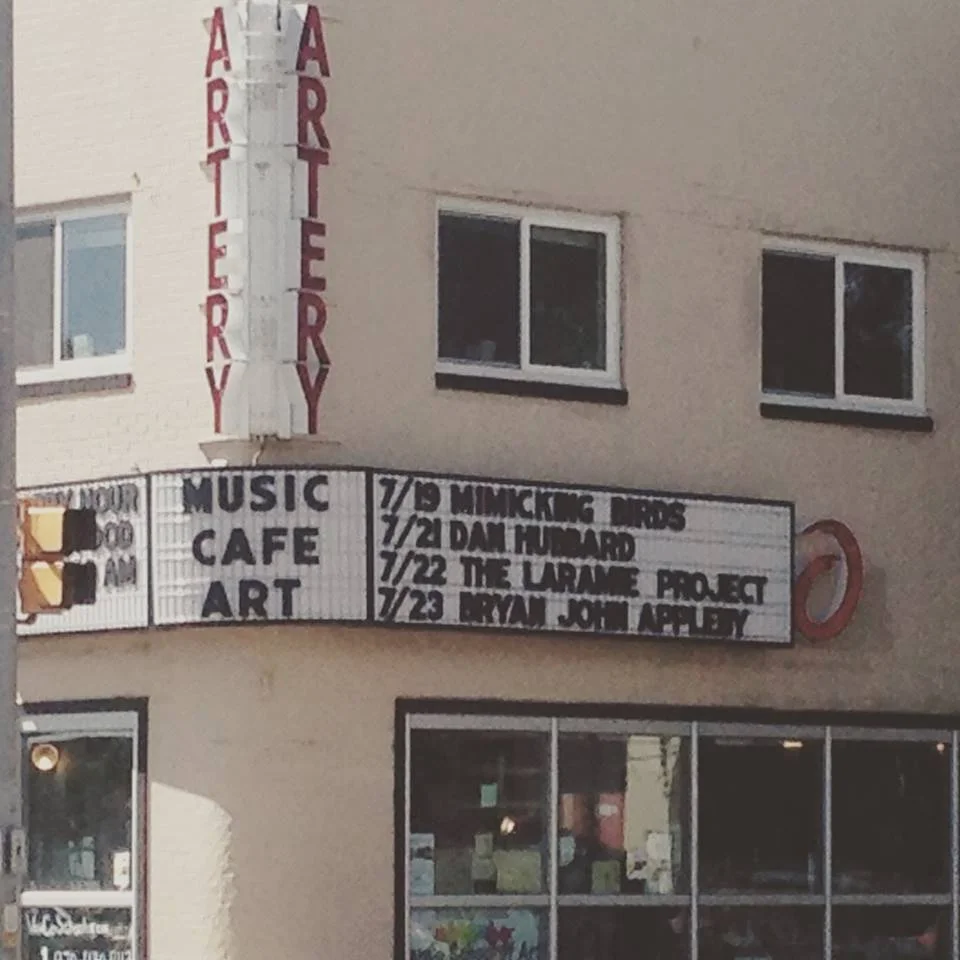 ARTERY
ARTERY
HOUR
MUSIC
CAFE
ART
AM
7/19 MIMICKING BIRDS
7/21 DAN HUBBARD
7/22 THE LARAMIE PROJECT
7/23 BRYAN JOHN APPLEBY